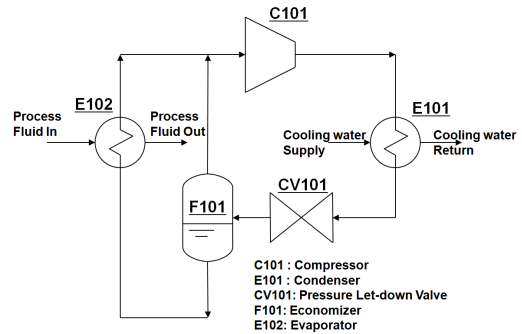 C101
E102
E101
Process
Fluid In
Process
Fluid Out
Cooling water
Supply
Cooling water
Return
CV101
F101
C101 : Compressor
E101 : Condenser
CV101: Pressure Let-down Valve
F101: Economizer
E102: Evaporator